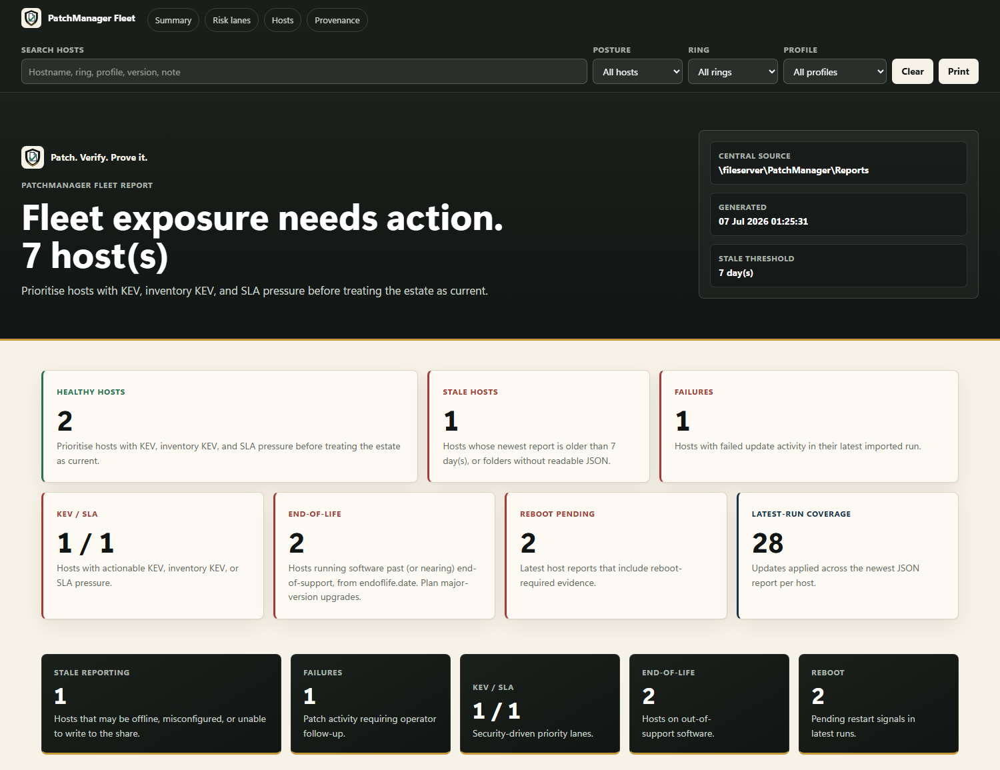 PatchManager Fleet
Summary
Risk lanes
Hosts
Provenance
SEARCH HOSTS
POSTURE
RING
PROFILE
Hostname, ring, profile, version, note
All hosts
All rings
All profiles
Clear
Print
Patch. Verify. Prove it.
PATCHMANAGER FLEET REPORT
Fleet exposure needs action.
7 host(s)
Prioritise hosts with KEV, inventory KEV, and SLA pressure before treating the estate as current.
CENTRAL SOURCE
\fileserver\PatchManager\Reports
GENERATED
07 Jul 2026 01:25:31
STALE THRESHOLD
7 day(s)
HEALTHY HOSTS
2
Prioritise hosts with KEV, inventory KEV, and SLA pressure before treating the estate
as current.
STALE HOSTS
1
Hosts whose newest report is older than 7
day(s), or folders without readable JSON.
FAILURES
1
Hosts with failed update activity in their latest imported run.
KEV / SLA
1 / 1
Hosts with actionable KEV, inventory KEV, or
SLA pressure.
END-OF-LIFE
2
Hosts running software past (or nearing) end-
of-support, from endoflife.date. Plan major-
version upgrades.
REBOOT PENDING
2
Latest host reports that include reboot-
required evidence.
LATEST-RUN COVERAGE
28
Updates applied across the newest JSON
report per host.
STALE REPORTING
1
Hosts that may be offline, misconfigured, or unable
to write to the share.
FAILURES
1
Patch activity requiring operator
follow-up.
KEV / SLA
1 / 1
Security-driven priority lanes.
END-OF-LIFE
2
Hosts on out-of-
support software.
REBOOT
2
Pending restart signals in
latest runs.